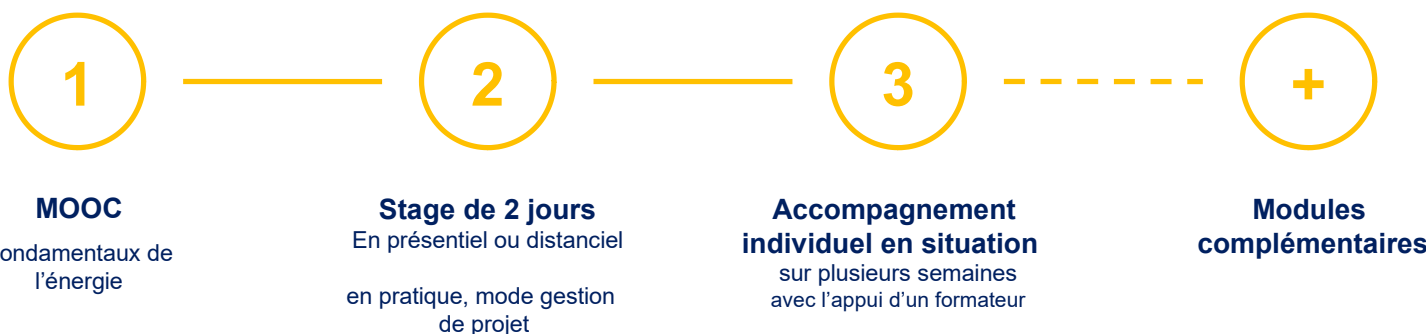 1
2
3
+
MOOC
ondamentaux de
l'énergie
Stage de 2 jours
En présentiel ou distanciel
en pratique, mode gestion
de projet
Accompagnement
individuel en situation
sur plusieurs semaines
avec l'appui d'un formateur
Modules
complémentaires